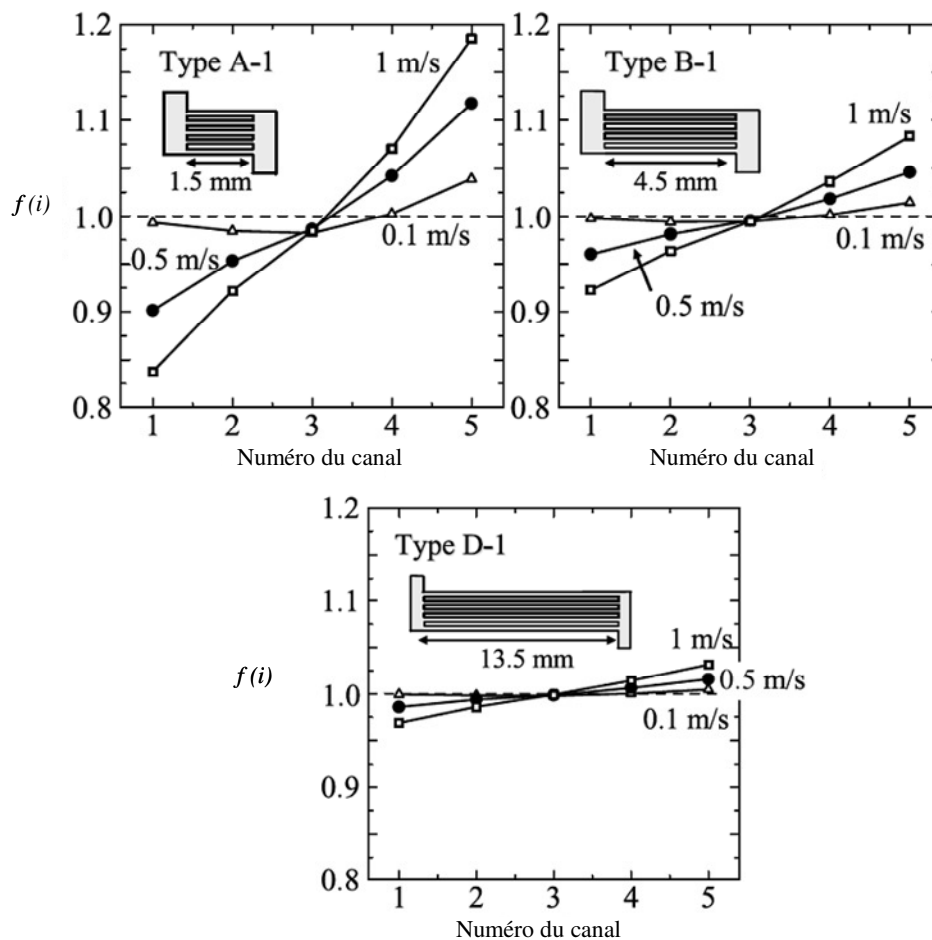 1.2
Type A-1
1 m/s
1.1
1.5 mm
f(i)
1.0
0.5 m/s
0.1 m/s
0.9
0.8
1 2 3 4 5
Numéro du canal
1.2
Type B-1
1 m/s
1.1
4.5 mm
1.0
0.1 m/s
0.5 m/s
0.9
0.8
1 2 3 4 5
Numéro du canal
1.2
Type D-1
1.1
1 m/s
13.5 mm
f(i)
0.5 m/s
1.0
0.1 m/s
0.9
0.8
1 2 3 4 5
Numéro du canal